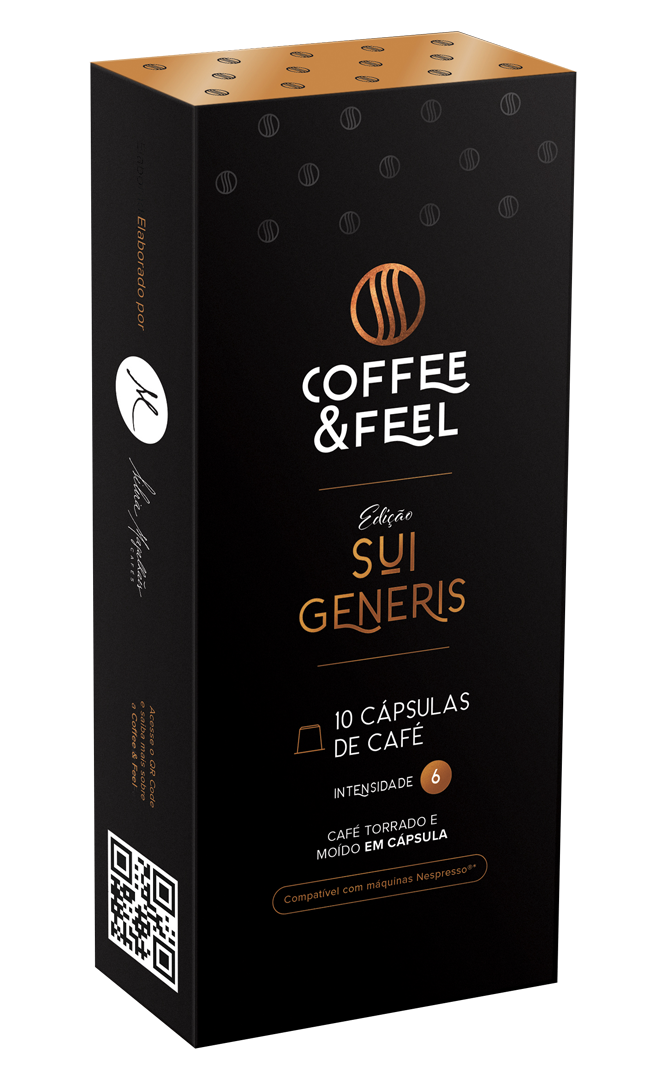 COFFEE
&FEEL
Edição
SUI
GENERIS
10 CÁPSULAS
DE CAFÉ
INTENSIDADE 6
CAFÉ TORRADO E
MOÍDO EM CÁPSULA
Compatível com máquinas Nespresso®*
Elaborado por
CAFÉS
Acesse o QR Code
e saiba mais sobre
a Coffee & Feel